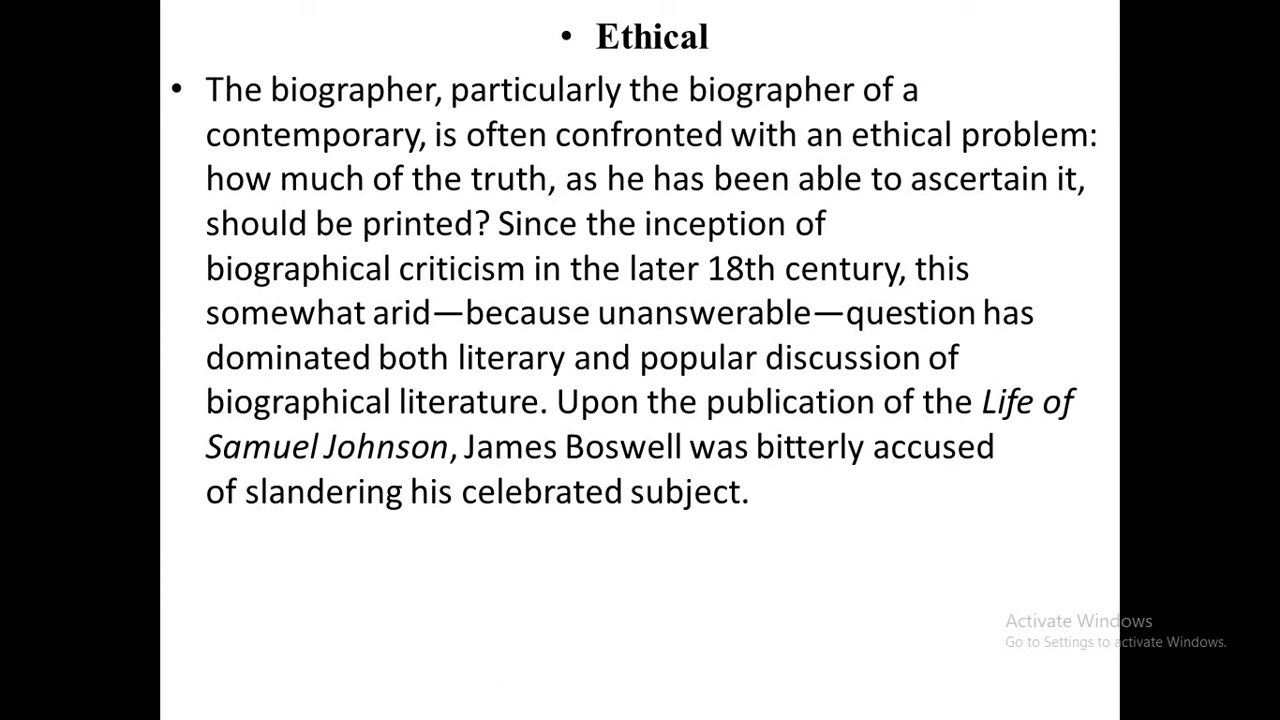 • Ethical
• The biographer, particularly the biographer of a
contemporary, is often confronted with an ethical problem:
how much of the truth, as he has been able to ascertain it,
should be printed? Since the inception of
biographical criticism in the later 18th century, this
somewhat arid—because unanswerable—question has
dominated both literary and popular discussion of
biographical literature. Upon the publication of the Life of
Samuel Johnson, James Boswell was bitterly accused
of slandering his celebrated subject.
Activate Windows
Go to Settings to activate Windows.